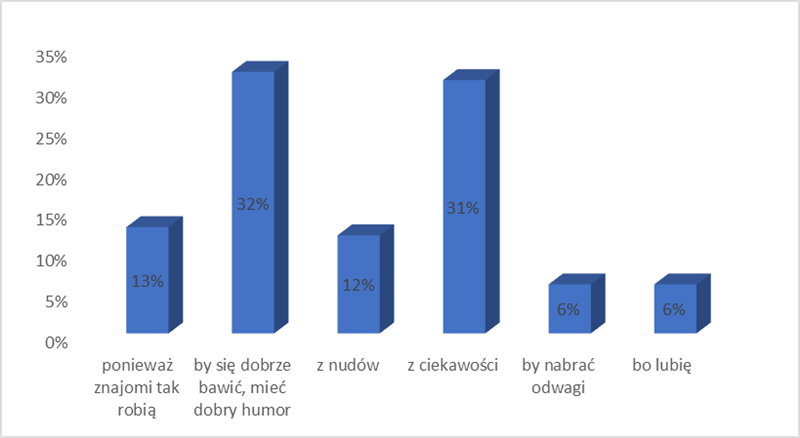 35%
30%
25%
20%
15%
10%
5%
0%
13%
32%
12%
31%
6%
6%
ponieważ
znajomi tak
robią
by się dobrze
bawić, mieć
dobry humor
z nudów
z ciekawości
by nabrać
odwagi
bo lubię